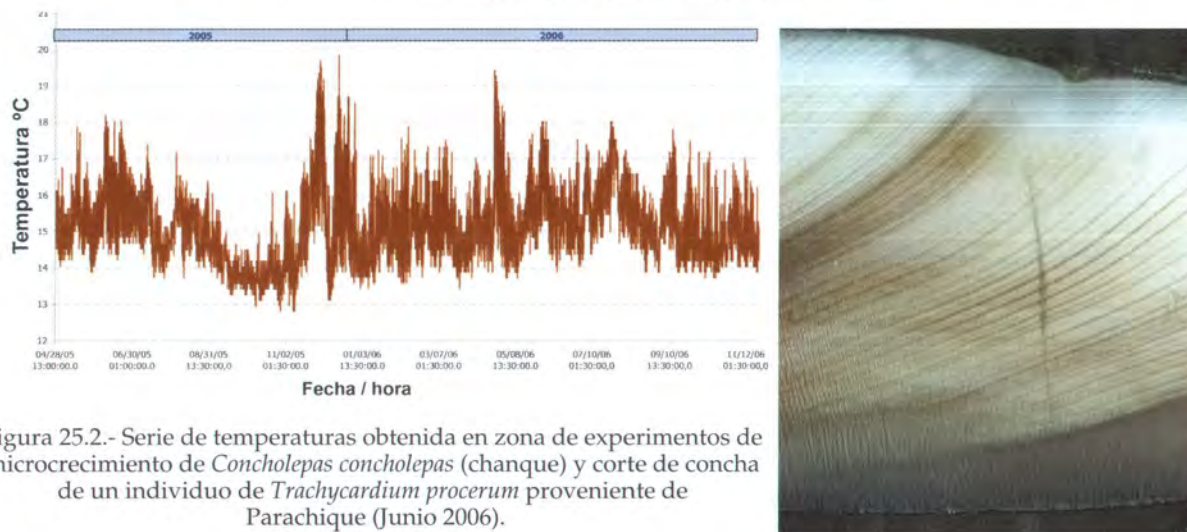 21
2005 2006
20
19
18
17
16
15
14
13
12
Temperatura ºC
04/28/05 06/30/05 08/31/05 11/02/05 01/03/06 03/07/06 05/08/06 07/10/06 09/10/06 11/12/06
13:00:00,0 01:00:00,0 13:30:00,0 01:30:00,0 13:30:00,0 01:30:00,0 13:30:00,0 01:30:00,0 13:30:00,0 01:30:00,0
Fecha / hora
igura 25.2.- Serie de temperaturas obtenida en zona de experimentos de
nicrocrecimiento de Concholepas concholepas (chanque) y corte de concha
de un individuo de Trachycardium procerum proveniente de
Parachique (Junio 2006).